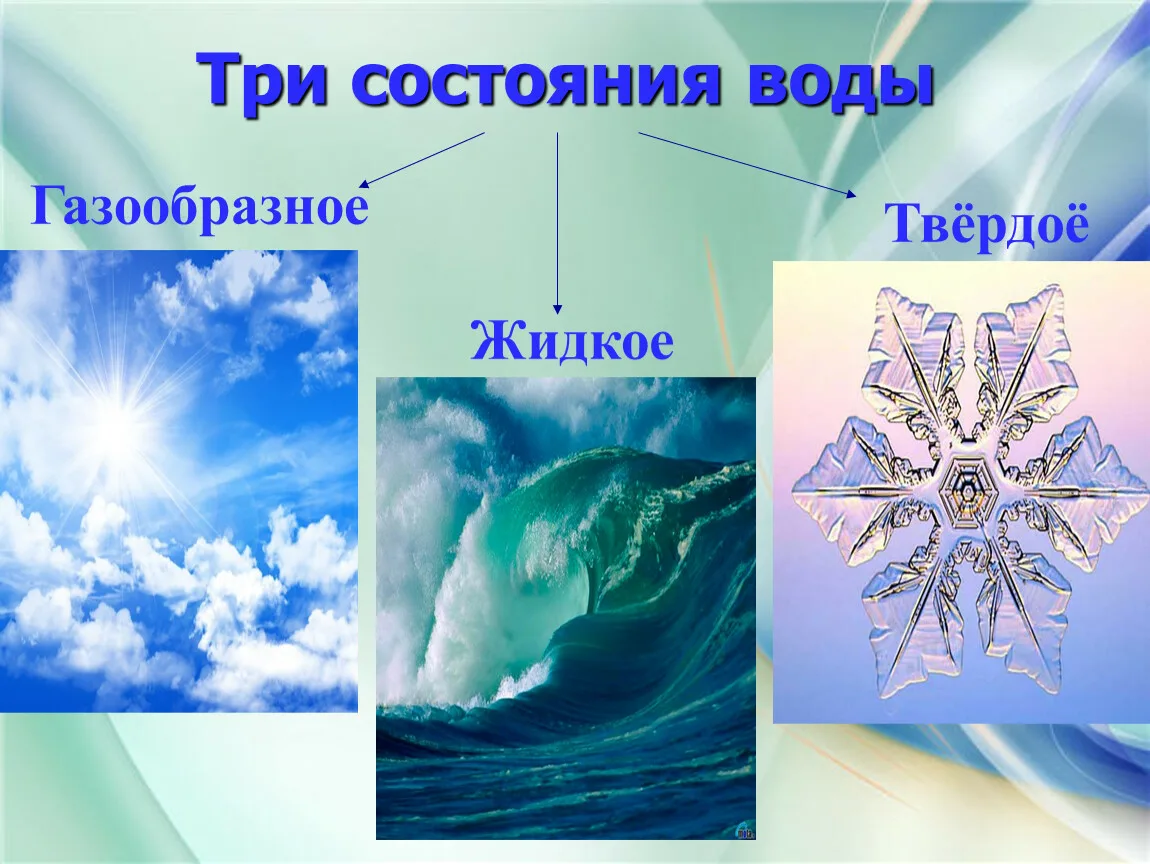 Три состояния воды
Газообразное
Твёрдоё
Жидкое